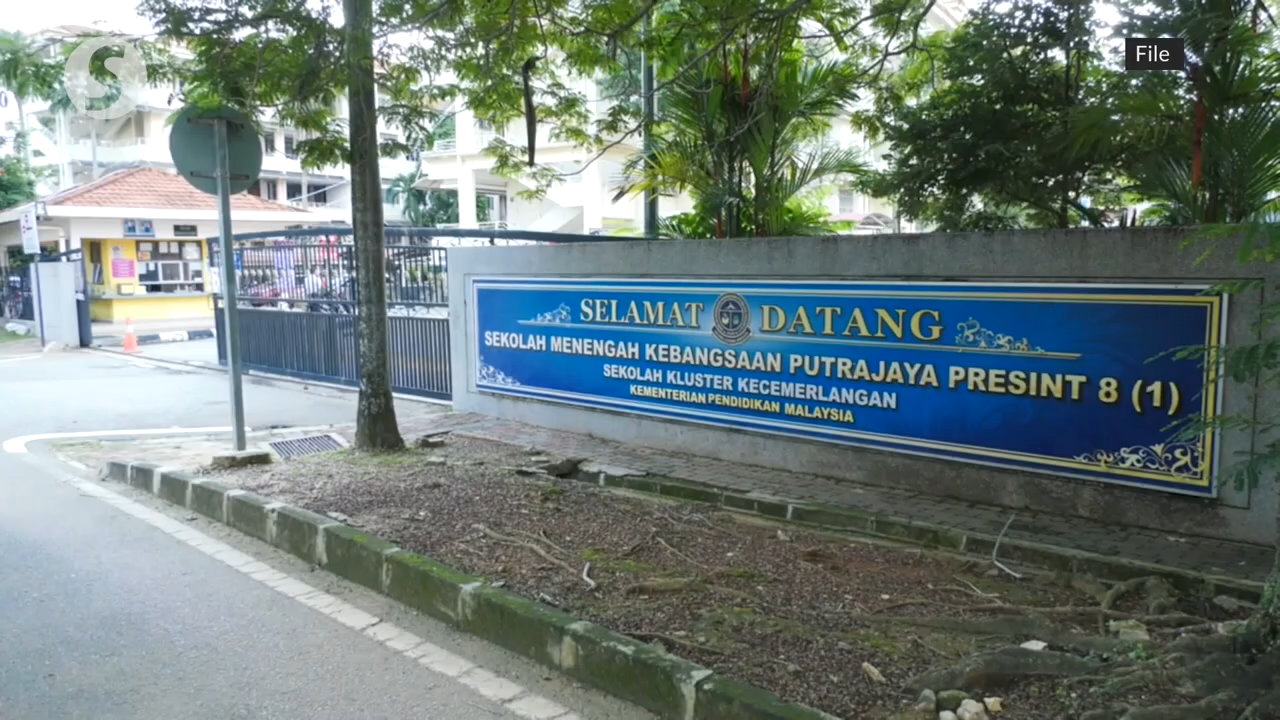 File
SELAMAT DATANG
SEKOLAH MENENGAH KEBANGSAAN PUTRAJAYA PRESINT 8 (1)
SEKOLAH KLUSTER KECEMERLANGAN
KEMENTERIAN PENDIDIKAN MALAYSIA